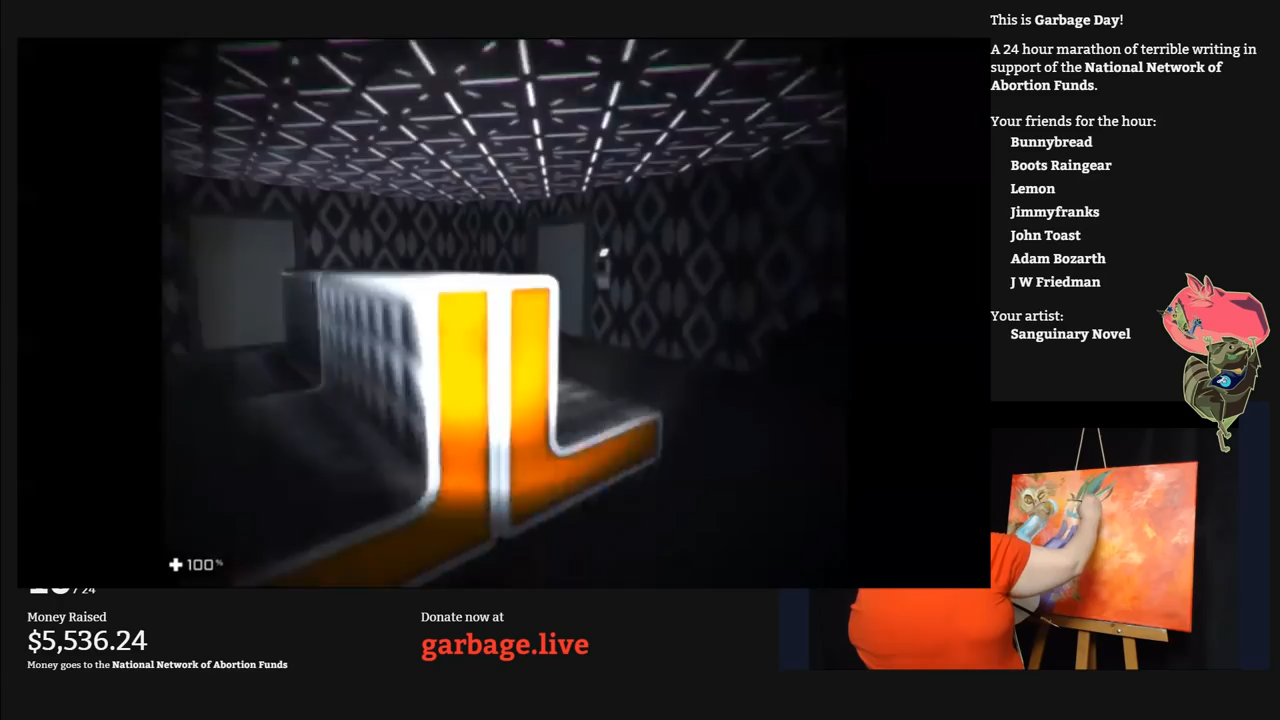 This is Garbage Day!
A 24 hour marathon of terrible writing in
support of the National Network of
Abortion Funds.
Your friends for the hour:
Bunnybread
Boots Raingear
Lemon
Jimmyfranks
John Toast
Adam Bozarth
J W Friedman
Your artist:
Sanguinary Novel
100%
/ 24
Money Raised
$5,536.24
Money goes to the National Network of Abortion Funds
Donate now at
garbage.live